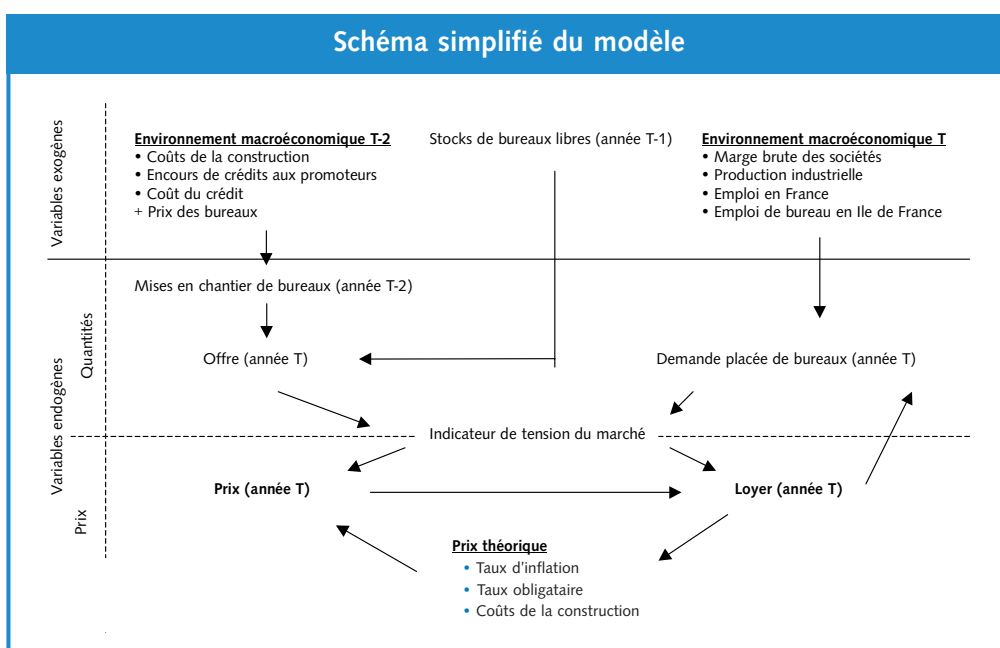 Schéma simplifié du modèle
Variables exogènes
Environnement macroéconomique T-2
• Coûts de la construction
• Encours de crédits aux promoteurs
• Coût du crédit
+ Prix des bureaux
Stocks de bureaux libres (année T-1)
Environnement macroéconomique T
• Marge brute des sociétés
• Production industrielle
• Emploi en France
• Emploi de bureau en Ile de France
Variables endogènes
Quantités
Mises en chantier de bureaux (année T-2)
Offre (année T)
Demande placée de bureaux (année T)
Indicateur de tension du marché
Prix
Prix (année T)
Loyer (année T)
Prix théorique
• Taux d'inflation
• Taux obligataire
• Coûts de la construction